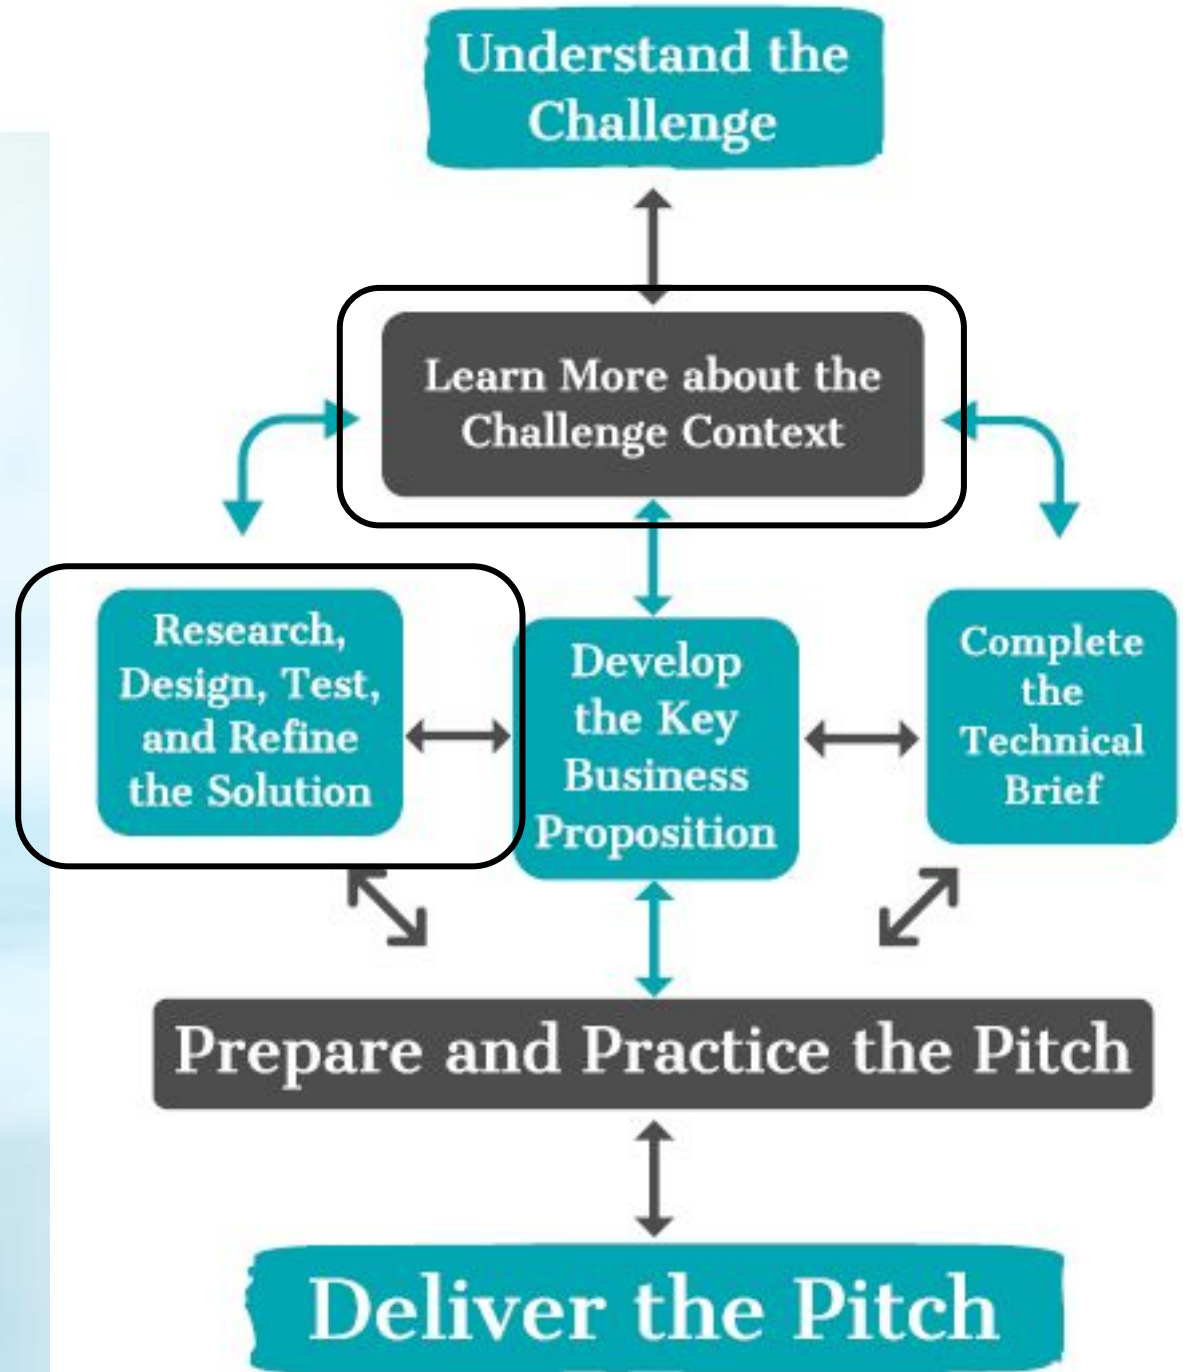 Understand the
Challenge
Learn More about the
Challenge Context
Research,
Design, Test,
and Refine
the Solution
Develop
the Key
Business
Proposition
Complete
the
Technical
Brief
Prepare and Practice the Pitch
Deliver the Pitch